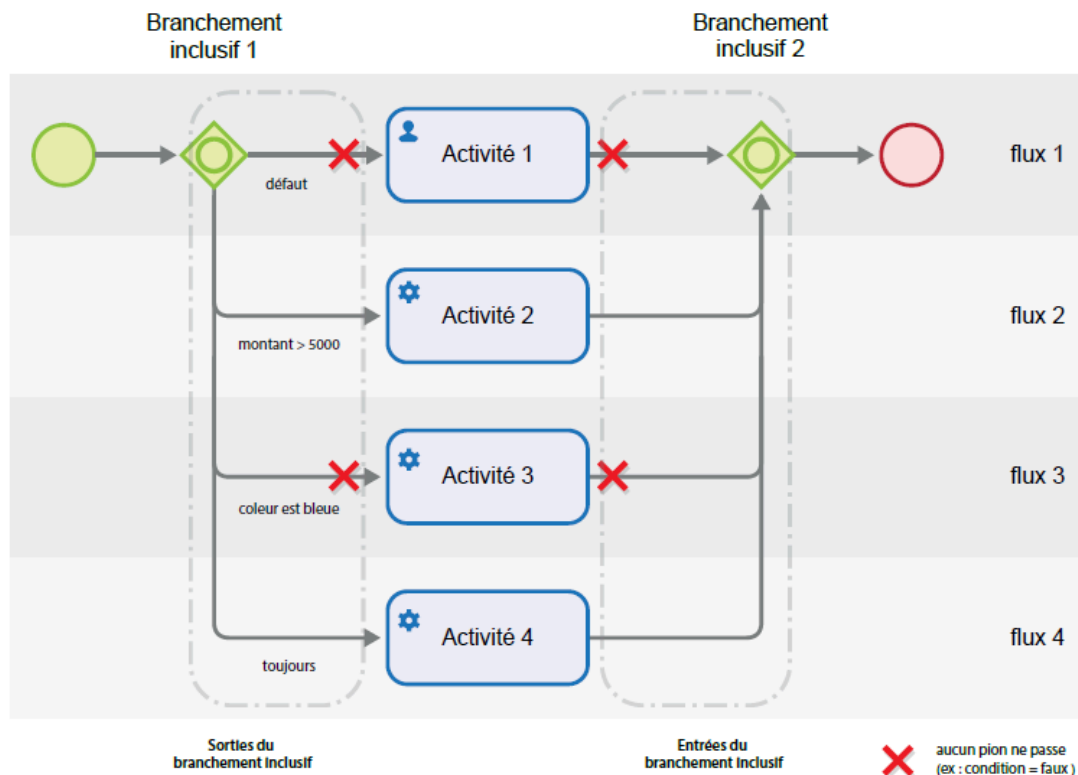 Branchement
inclusif 1
Branchement
inclusif 2
Activité 1
flux 1
défaut
Activité 2
flux 2
montant > 5000
Activité 3
flux 3
coleur est bleue
Activité 4
flux 4
toujours
Sorties du
branchement inclusif
Entrées du
branchement inclusif
aucun pion ne passe
(ex : condition = faux )